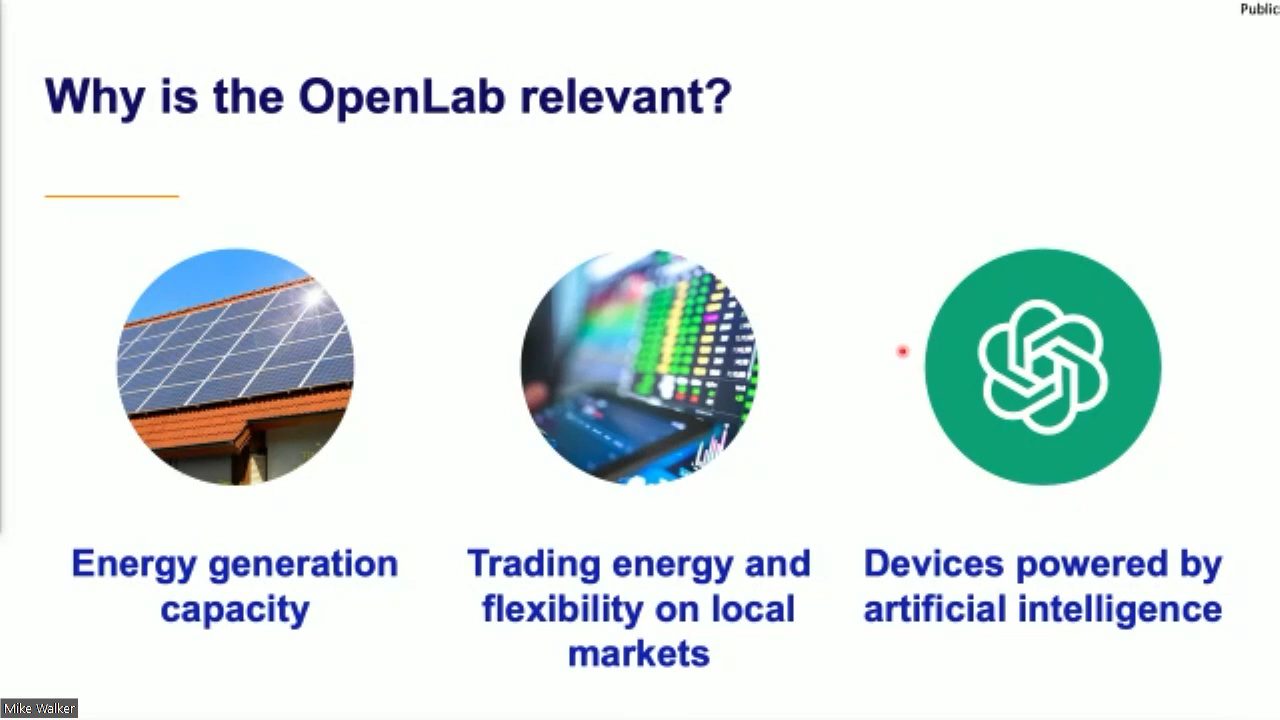 Public
Why is the OpenLab relevant?
Energy generation
capacity
Trading energy and
flexibility on local
markets
Devices powered by
artificial intelligence
Mike Walker